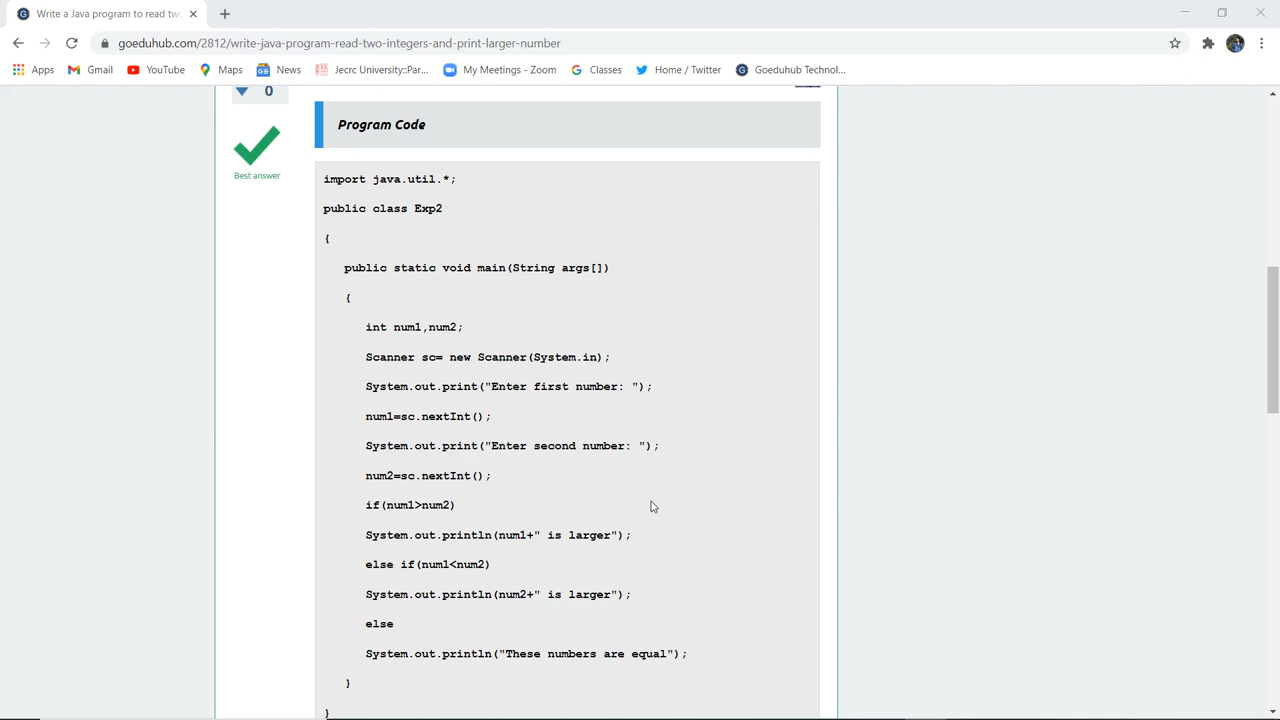 Write a Java program to read two
goeduhub.com/2812/write-java-program-read-two-integers-and-print-larger-number
Apps Gmail YouTube Maps News Jecrc University::Par... My Meetings - Zoom Classes Home / Twitter Goeduhub Technol...
0
Program Code
Best answer
import java.util.*;
public class Exp2
{
public static void main(String args[])
{
int num1,num2;
Scanner sc= new Scanner(System.in);
System.out.print("Enter first number: ");
num1=sc.nextInt();
System.out.print("Enter second number: ");
num2=sc.nextInt();
if(num1>num2)
System.out.println(num1+" is larger");
else if(num1<num2)
System.out.println(num2+" is larger");
else
System.out.println("These numbers are equal");
}
}